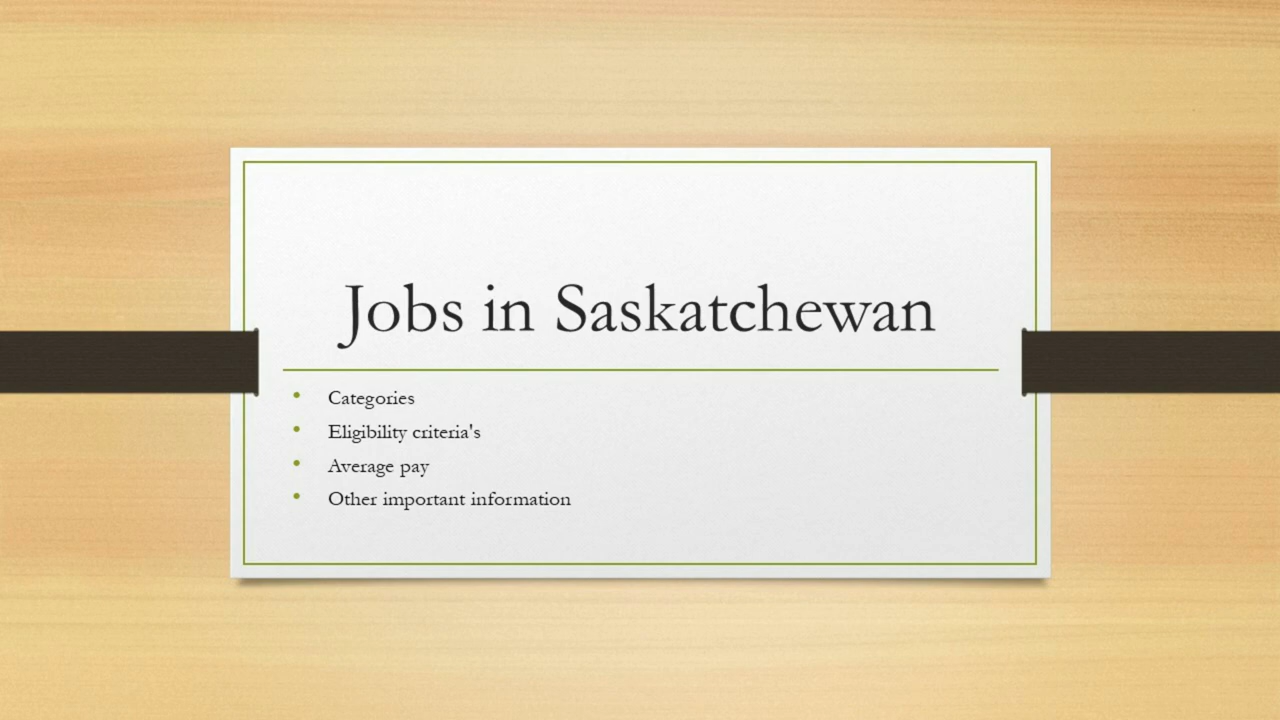 Jobs in Saskatchewan
• Categories
• Eligibility criteria's
• Average pay
• Other important information